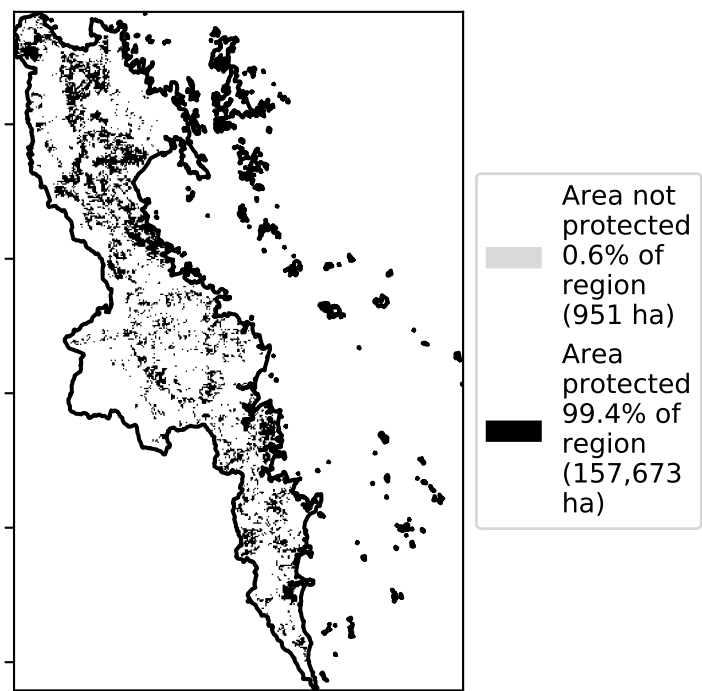 Area not
protected
0.6% of
region
(951 ha)
Area
protected
99.4% of
region
(157,673
ha)